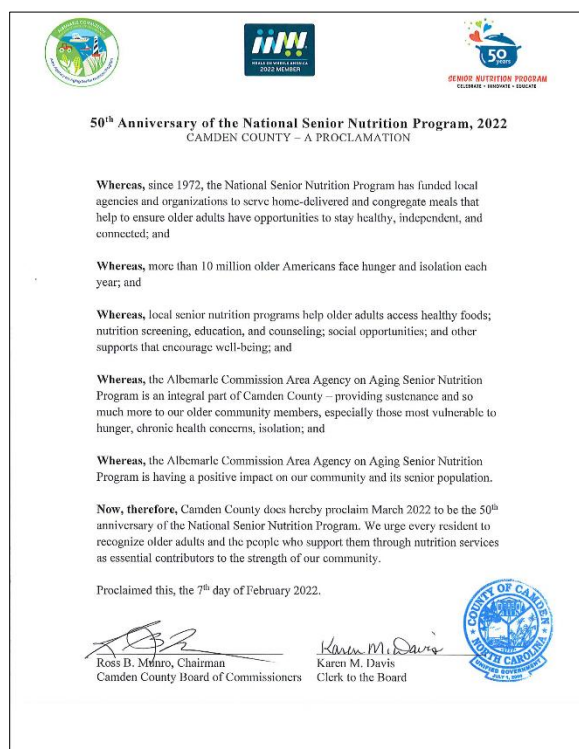 ALBEMARLE COMMISSION
MEALS ON WHEELS AMERICA
2022 MEMBER
50
years
SENIOR NUTRITION PROGRAM
CELEBRATE • INNOVATE • EDUCATE
50th Anniversary of the National Senior Nutrition Program, 2022
CAMDEN COUNTY – A PROCLAMATION
Whereas, since 1972, the National Senior Nutrition Program has funded local
agencies and organizations to serve home-delivered and congregate meals that
help to ensure older adults have opportunities to stay healthy, independent, and
connected; and
Whereas, more than 10 million older Americans face hunger and isolation each
year; and
Whereas, local senior nutrition programs help older adults access healthy foods;
nutrition screening, education, and counseling; social opportunities; and other
supports that encourage well-being; and
Whereas, the Albemarle Commission Area Agency on Aging Senior Nutrition
Program is an integral part of Camden County – providing sustenance and so
much more to our older community members, especially those most vulnerable to
hunger, chronic health concerns, isolation; and
Whereas, the Albemarle Commission Area Agency on Aging Senior Nutrition
Program is having a positive impact on our community and its senior population.
Now, therefore, Camden County does hereby proclaim March 2022 to be the 50th
anniversary of the National Senior Nutrition Program. We urge every resident to
recognize older adults and the people who support them through nutrition services
as essential contributors to the strength of our community.
Proclaimed this, the 7th day of February 2022.
Karen M. Davis
Ross B. Munro, Chairman
Karen M. Davis
Camden County Board of Commissioners
Clerk to the Board
COUNTY OF CAMDEN
NORTH CAROLINA
UNIFIED GOVERNMENT
JULY 1, 2006